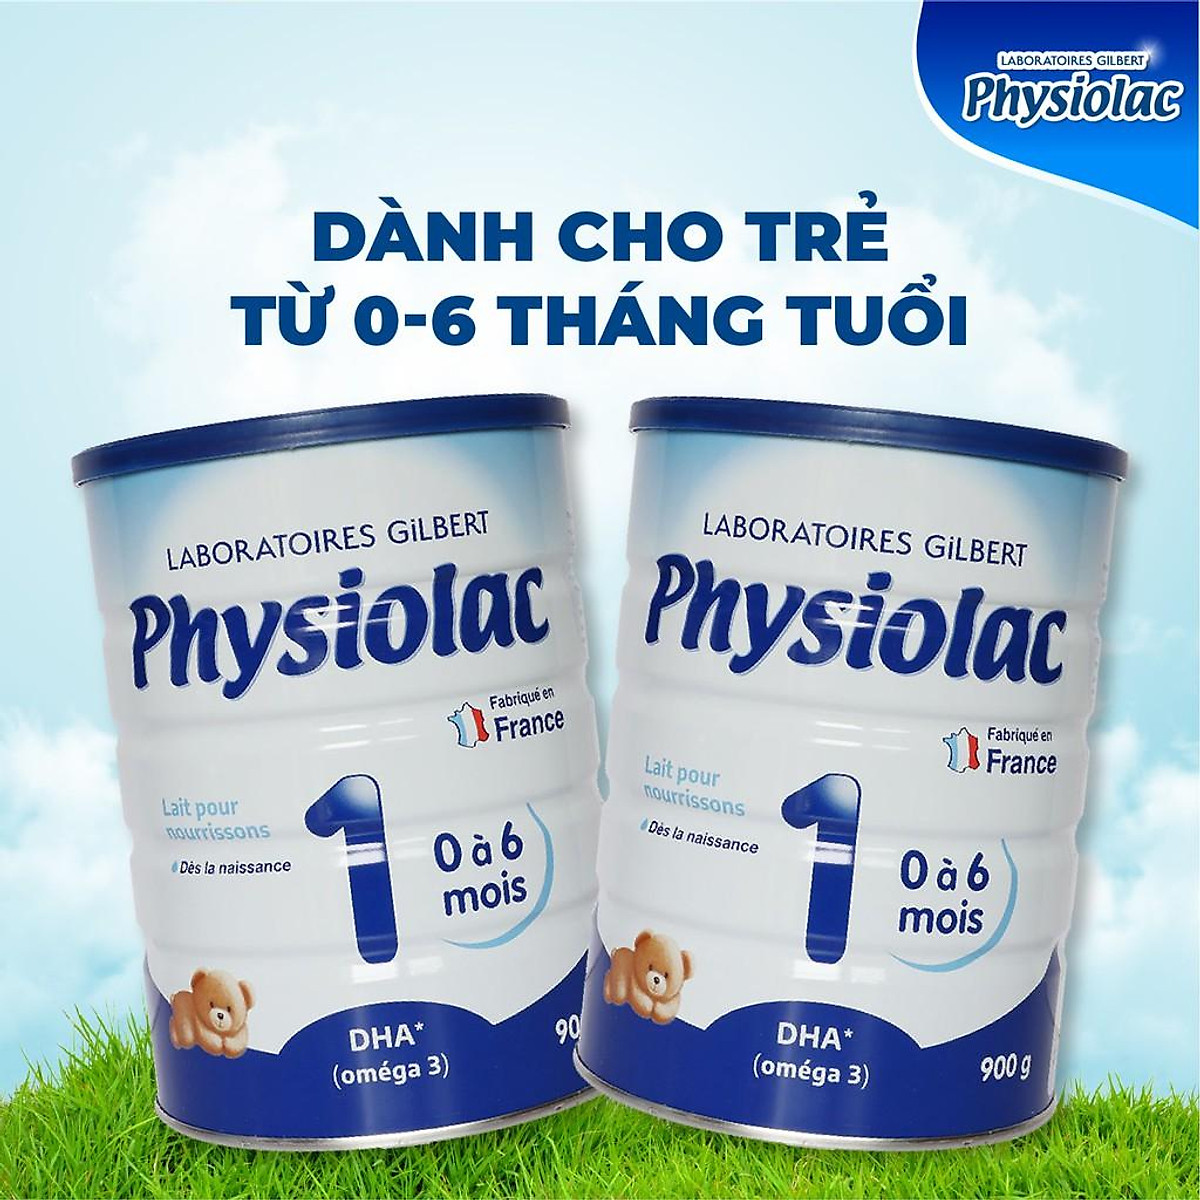 LABORATOIRES GILBERT
Physiolac
DÀNH CHO TRẺ
TỪ 0-6 THÁNG TUỔI
LABORATOIRES GiLBERT
Physiolac
Fabriqué en
France
Lait pour
nourrissons
Dès la naissance
1
0 à 6
mois
DHA*
(oméga 3)
90
LABORATOIRES GiLBERT
Physiolac
Fabriqué en
France
Lait pour
nourrissons
Dès la naissance
1
0 à 6
mois
DHA*
(oméga 3)
900 g